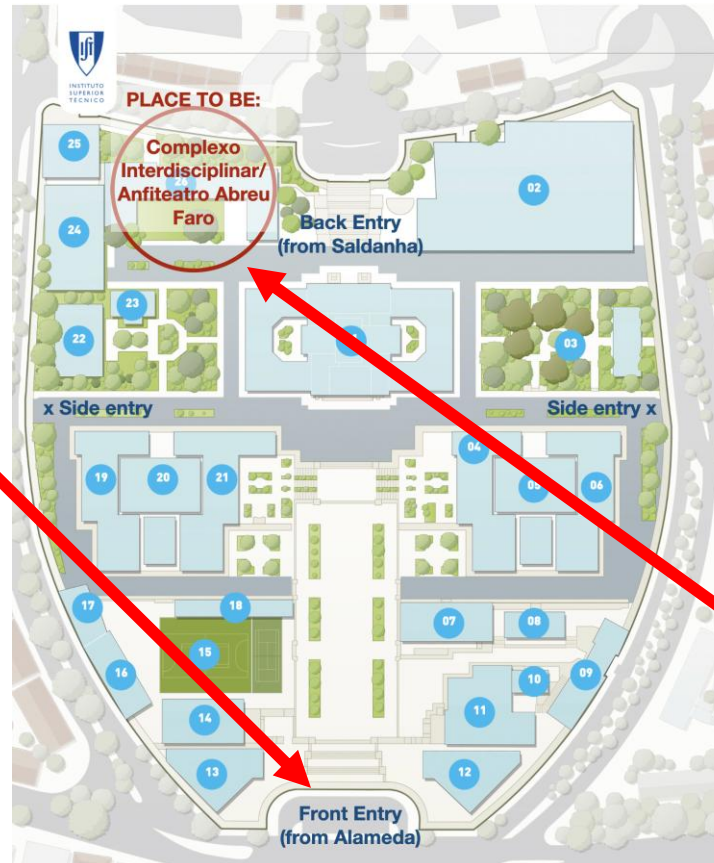 INSTITUTO
SUPERIOR
TÉCNICO
PLACE TO BE:
Complexo
Interdisciplinar/
Anfiteatro Abreu
Faro
25
26
02
24
Back Entry
(from Saldanha)
23
22
03
x Side entry
Side entry x
04
19
20
21
05
06
17
18
07
08
15
16
09
10
14
11
13
12
Front Entry
(from Alameda)